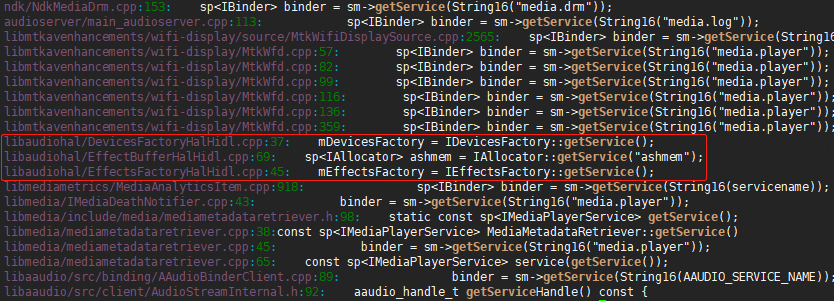 ndk/NdkMediaDrm.cpp:153:    sp<IBinder> binder = sm->getService(String16("media.drm"));
audioserver/main_audioserver.cpp:113:            sp<IBinder> binder = sm->getService(String16("media.log"));
libmtkavenhancements/wifi-display/source/MtkWifiDisplaySource.cpp:2565:    sp<IBinder> binder = sm->getService(String16
libmtkavenhancements/wifi-display/MtkWfd.cpp:57:        sp<IBinder> binder = sm->getService(String16("media.player"));
libmtkavenhancements/wifi-display/MtkWfd.cpp:82:        sp<IBinder> binder = sm->getService(String16("media.player"));
libmtkavenhancements/wifi-display/MtkWfd.cpp:99:        sp<IBinder> binder = sm->getService(String16("media.player"));
libmtkavenhancements/wifi-display/MtkWfd.cpp:116:        sp<IBinder> binder = sm->getService(String16("media.player"));
libmtkavenhancements/wifi-display/MtkWfd.cpp:136:        sp<IBinder> binder = sm->getService(String16("media.player"));
libmtkavenhancements/wifi-display/MtkWfd.cpp:359:        sp<IBinder> binder = sm->getService(String16("media.player"));
libaudiohal/DevicesFactoryHalHidl.cpp:37:    mDevicesFactory = IDevicesFactory::getService();
libaudiohal/EffectBufferHalHidl.cpp:69:    sp<IAllocator> ashmem = IAllocator::getService("ashmem");
libaudiohal/EffectsFactoryHalHidl.cpp:45:    mEffectsFactory = IEffectsFactory::getService();
libmediametrics/MediaAnalyticsItem.cpp:918:        sp<IBinder> binder = sm->getService(String16(servicename));
libmedia/IMediaDeathNotifier.cpp:43:            binder = sm->getService(String16("media.player"));
libmedia/include/media/mediametadataretriever.h:98:    static const sp<IMediaPlayerService> getService();
libmedia/mediametadataretriever.cpp:38:const sp<IMediaPlayerService> MediaMetadataRetriever::getService()
libmedia/mediametadataretriever.cpp:45:            binder = sm->getService(String16("media.player"));
libmedia/mediametadataretriever.cpp:65:    const sp<IMediaPlayerService> service(getService());
libaaudio/src/binding/AAudioBinderClient.cpp:89:                binder = sm->getService(String16(AAUDIO_SERVICE_NAME));
libaaudio/src/client/AudioStreamInternal.h:92:    aaudio_handle_t getServiceHandle() const {